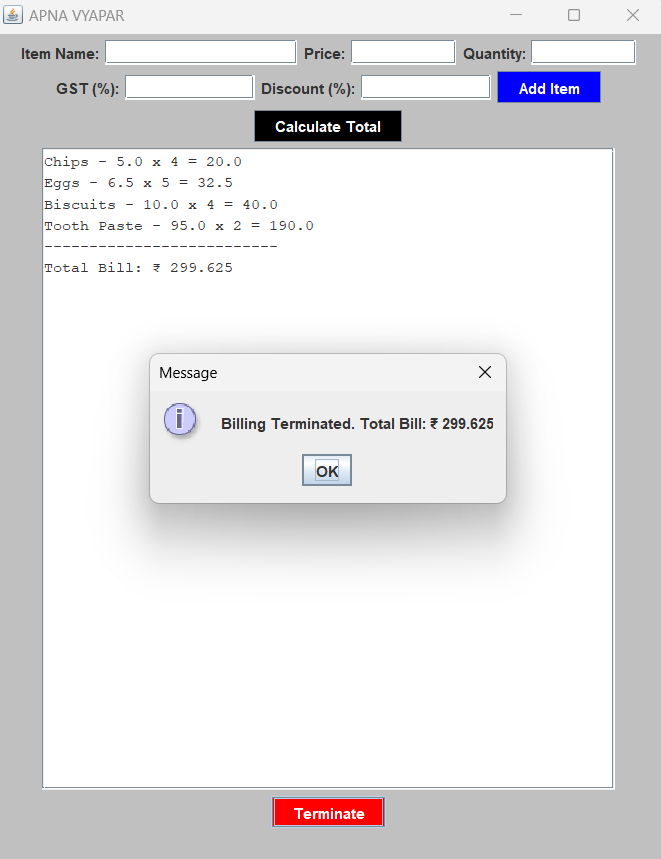 APNA VYAPAR
Item Name: Price: Quantity:
GST (%): Discount (%): Add Item
Calculate Total
Chips - 5.0 x 4 = 20.0
Eggs - 6.5 x 5 = 32.5
Biscuits - 10.0 x 4 = 40.0
Tooth Paste - 95.0 x 2 = 190.0
--------------------------
Total Bill: ₹ 299.625
Message
i
Billing Terminated. Total Bill: ₹ 299.625
OK
Terminate